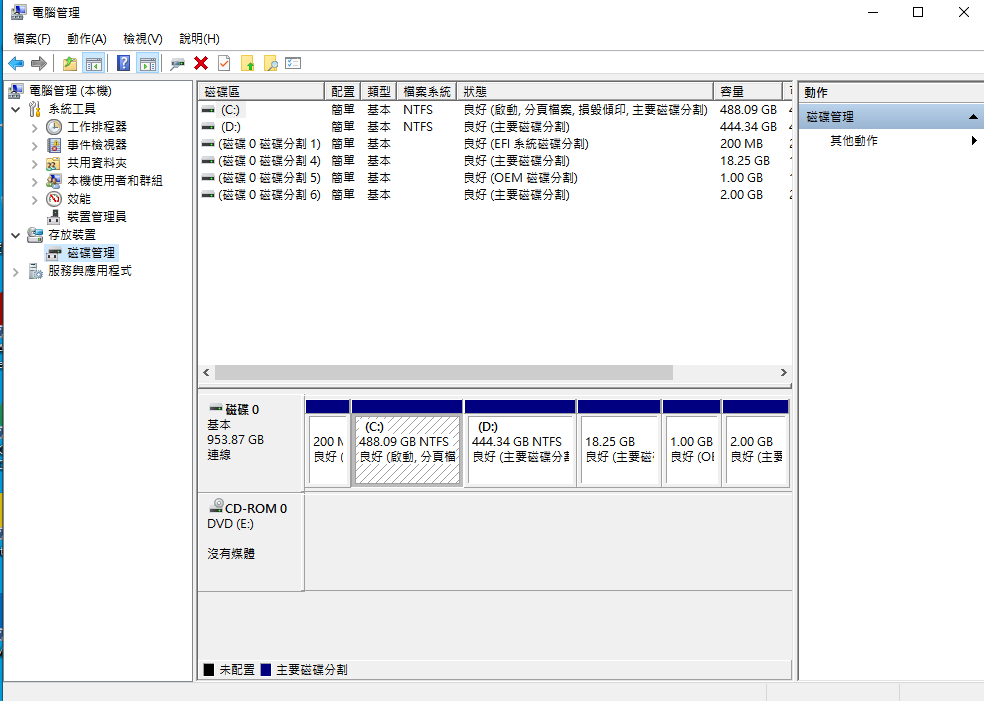 電腦管理
檔案(F) 動作(A) 檢視(V) 說明(H)
電腦管理 (本機)
系統工具
工作排程器
事件檢視器
共用資料夾
本機使用者和群組
效能
裝置管理員
存放裝置
磁碟管理
服務與應用程式
磁碟區 配置 類型 檔案系統 狀態 容量
(C:) 簡單 基本 NTFS 良好 (啟動, 分頁檔案, 損毀傾印, 主要磁碟分割) 488.09 GB
(D:) 簡單 基本 NTFS 良好 (主要磁碟分割) 444.34 GB
(磁碟 0 磁碟分割 1) 簡單 基本 良好 (EFI 系統磁碟分割) 200 MB
(磁碟 0 磁碟分割 4) 簡單 基本 良好 (主要磁碟分割) 18.25 GB
(磁碟 0 磁碟分割 5) 簡單 基本 良好 (OEM 磁碟分割) 1.00 GB
(磁碟 0 磁碟分割 6) 簡單 基本 良好 (主要磁碟分割) 2.00 GB
磁碟 0
基本
953.87 GB
連線
200
良好 (
(C:)
488.09 GB NTFS
良好 (啟動, 分頁檔
(D:)
444.34 GB NTFS
良好 (主要磁碟分
18.25 GB
良好 (主要磁
1.00 GB
良好 (OE
2.00 GB
良好 (主要
CD-ROM 0
DVD (E:)
沒有媒體
未配置 主要磁碟分割
動作
磁碟管理
其他動作